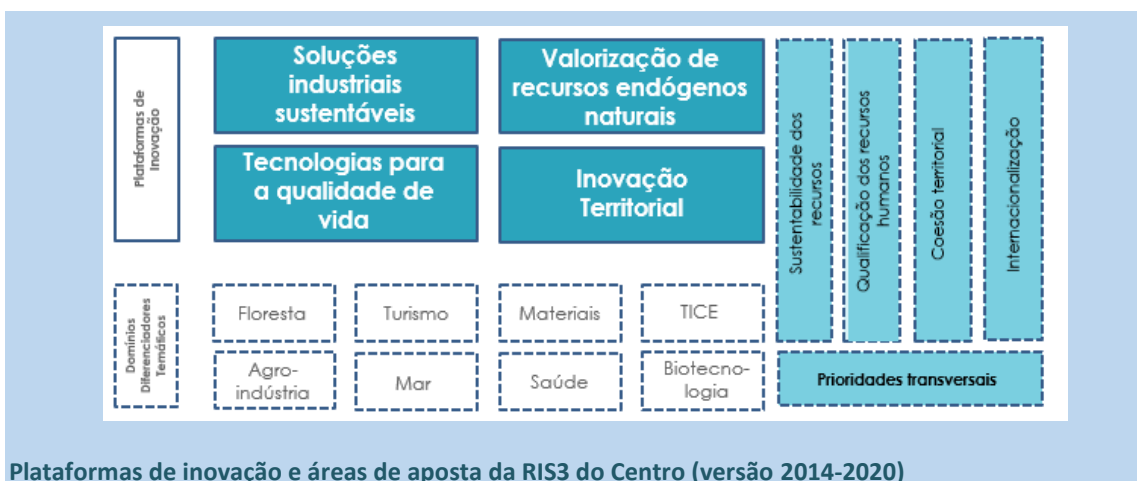 Plataformas de
Inovação
Soluções
industriais
sustentáveis
Valorização de
recursos endógenos
naturais
Tecnologias para
a qualidade de
vida
Inovação
Territorial
Sustentabilidade dos
recursos
Qualificação dos recursos
humanos
Coesão territorial
Internacionalização
Domínios
Diferenciadores
Temáticos
Floresta
Turismo
Materiais
TICE
Agro-
indústria
Mar
Saúde
Biotecno-
logia
Prioridades transversais
Plataformas de inovação e áreas de aposta da RIS3 do Centro (versão 2014-2020)